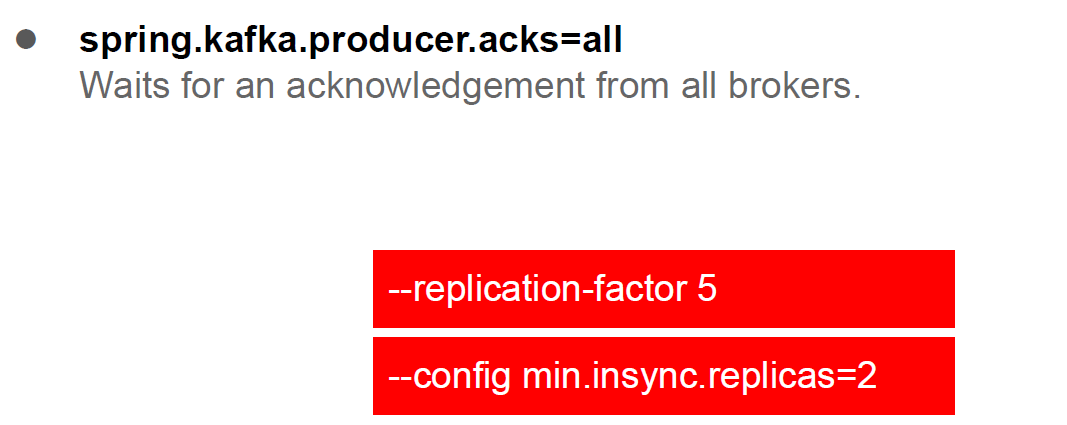 spring.kafka.producer.acks=all
Waits for an acknowledgement from all brokers.
--replication-factor 5
--config min.insync.replicas=2